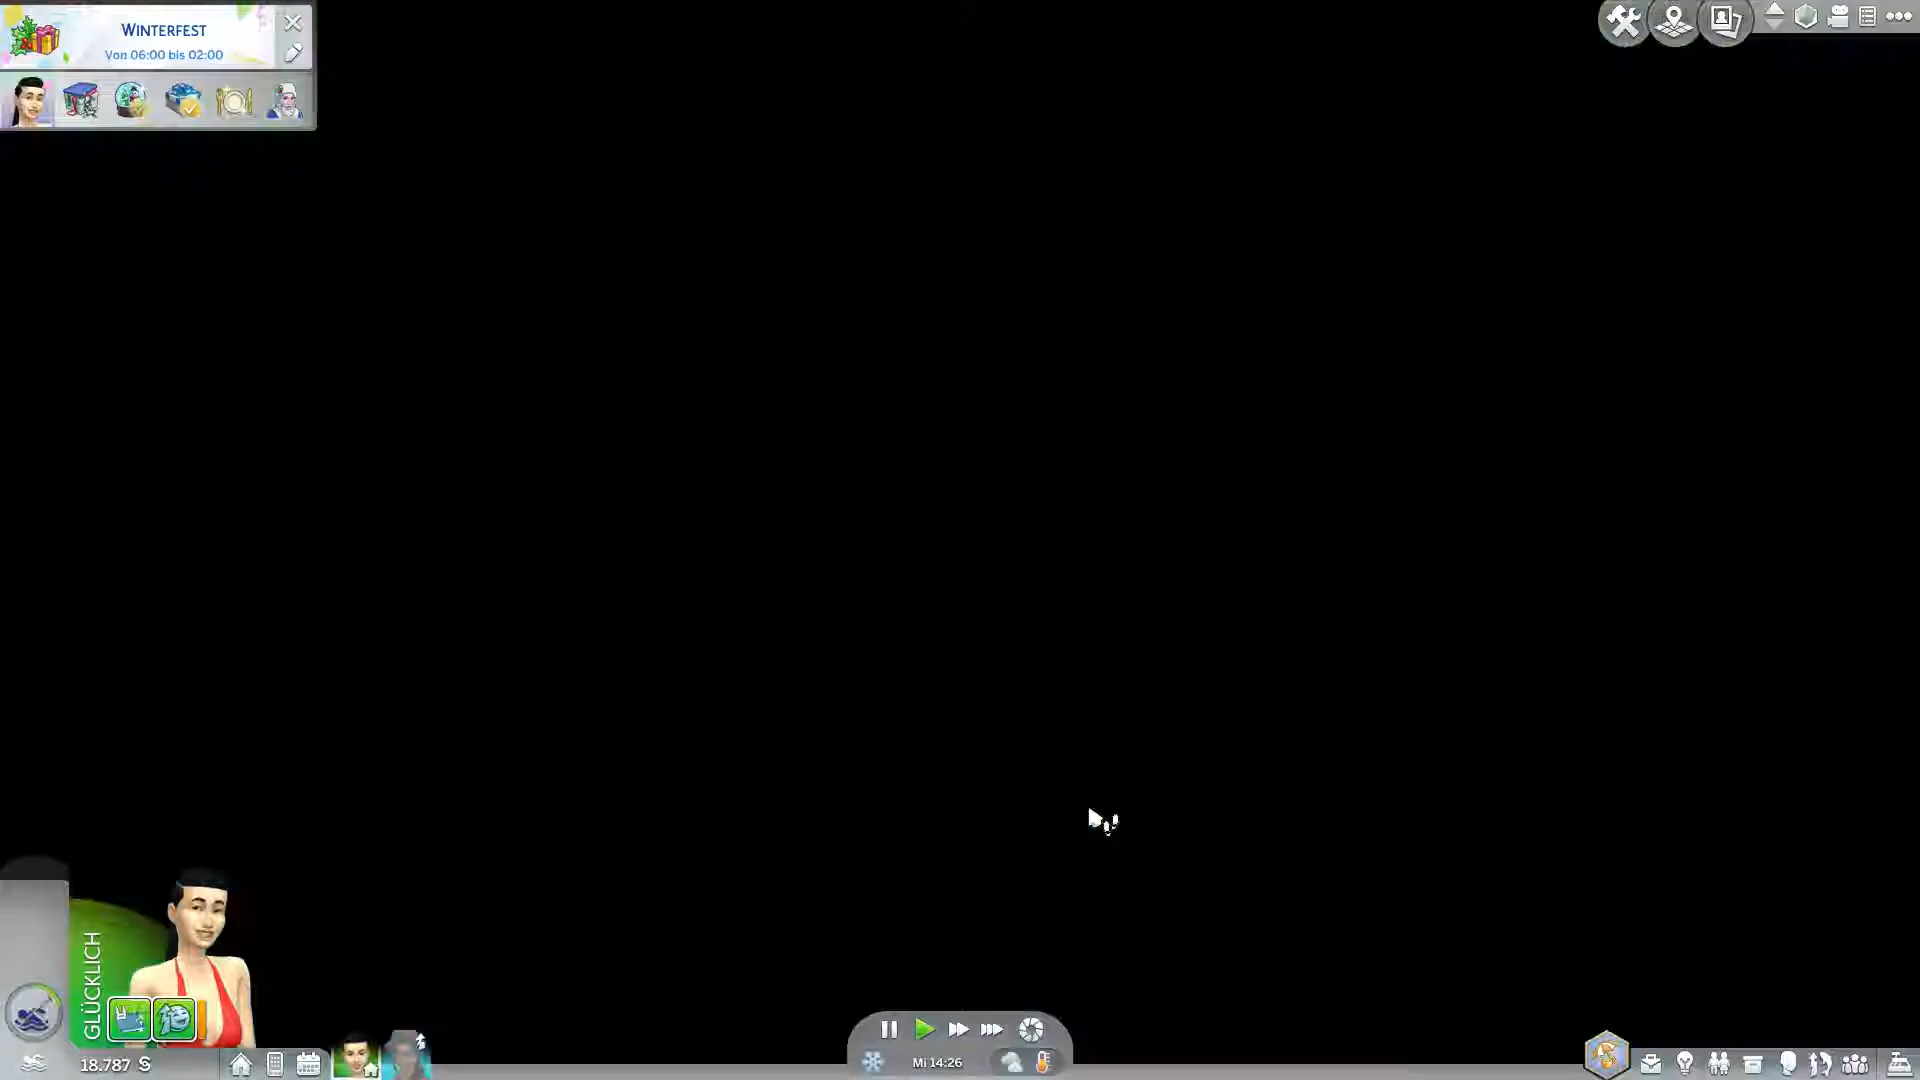 WINTERFEST
Von 06:00 bis 02:00
GLÜCKLICH
18.787 S
Mi 14:26